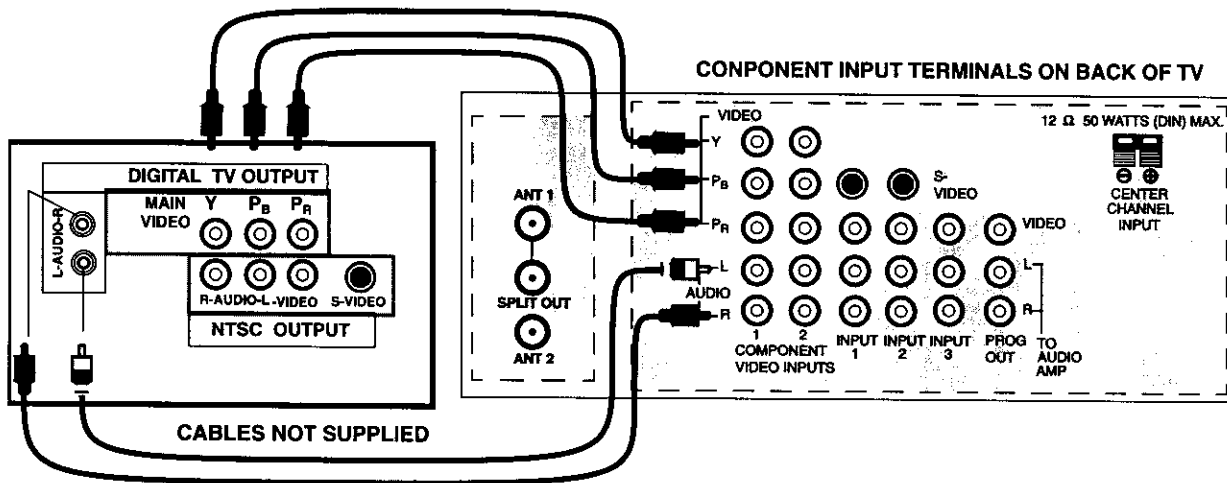 CONPONENT INPUT TERMINALS ON BACK OF TV
DIGITAL TV OUTPUT
MAIN VIDEO
Y PB PR
L-AUDIO-R
R-AUDIO-L-VIDEO
S-VIDEO
NTSC OUTPUT
CABLES NOT SUPPLIED
ANT 1
SPLIT OUT
ANT 2
VIDEO
Y
PB
PR
L
AUDIO
R
1
2
COMPONENT
VIDEO INPUTS
INPUT
1
INPUT
2
INPUT
3
PROG
OUT
S-
VIDEO
VIDEO
L
R
TO
AUDIO
AMP
12 Ω 50 WATTS (DIN) MAX.
CENTER
CHANNEL
INPUT